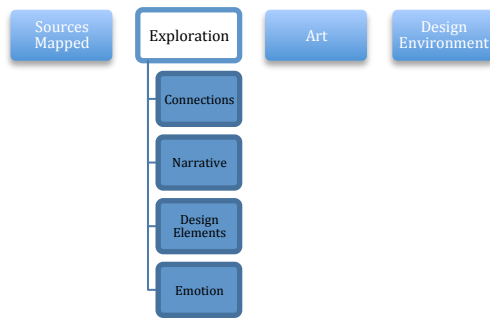 Sources
Mapped
Exploration
Art
Design
Environment
Connections
Narrative
Design
Elements
Emotion